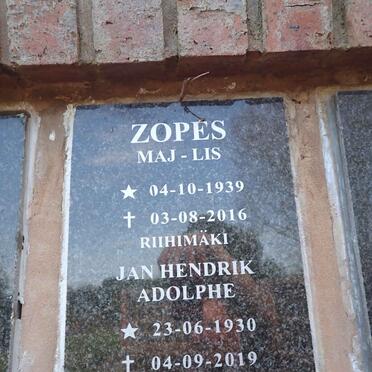 ZOPES
MAJ - LIS
★ 04-10-1939
✝ 03-08-2016
RIIHIMÄKI
JAN HENDRIK
ADOLPHE
★ 23-06-1930
✝ 04-09-2019